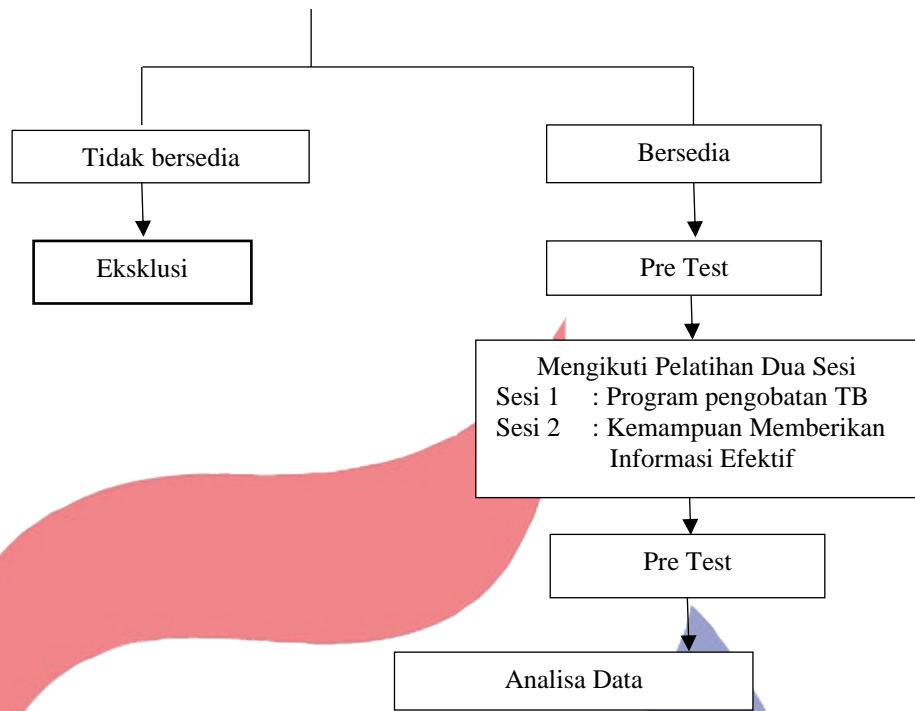 Tidak bersedia
Bersedia
Eksklusi
Pre Test
Mengikuti Pelatihan Dua Sesi
Sesi 1 : Program pengobatan TB
Sesi 2 : Kemampuan Memberikan
Informasi Efektif
Pre Test
Analisa Data